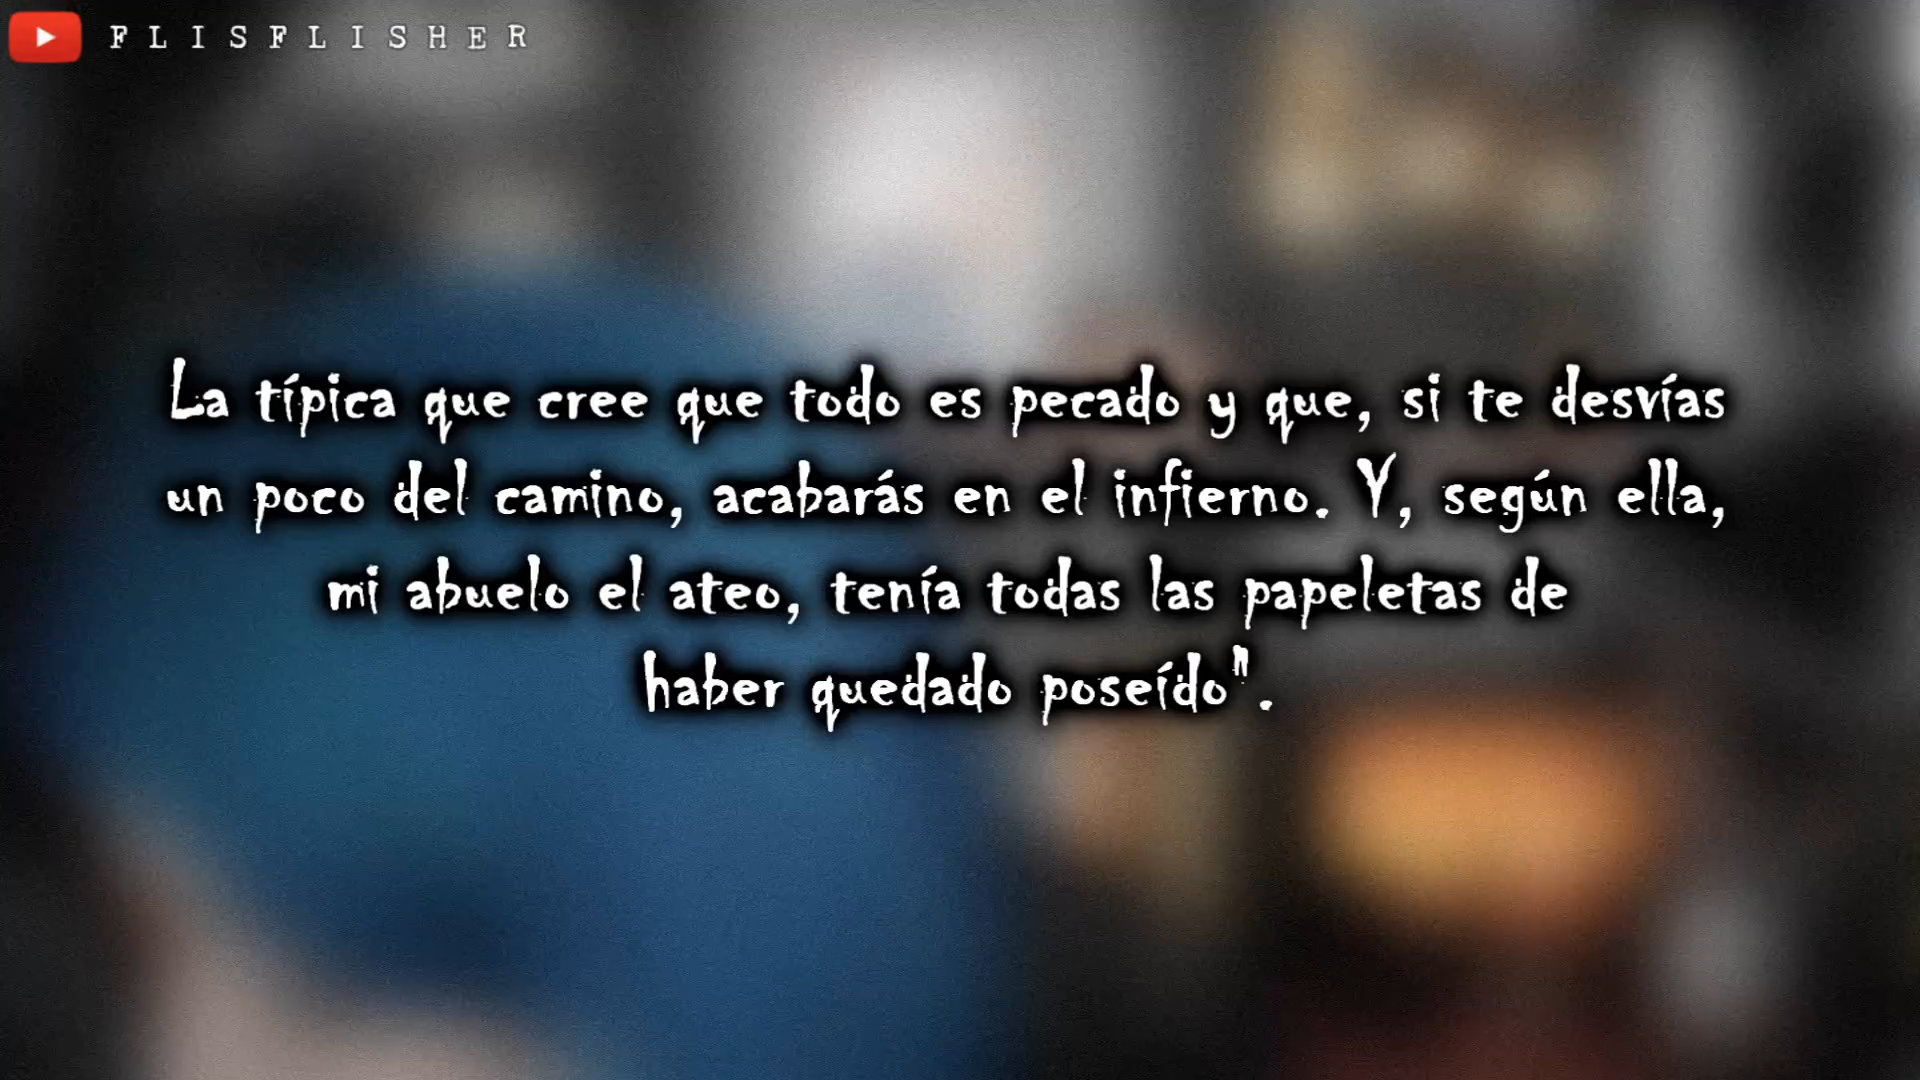 FLISFLISHER
La típica que cree que todo es pecado y que, si te desvías
un poco del camino, acabarás en el infierno. Y, según ella,
mi abuelo el ateo, tenía todas las papeletas de
haber quedado poseído".